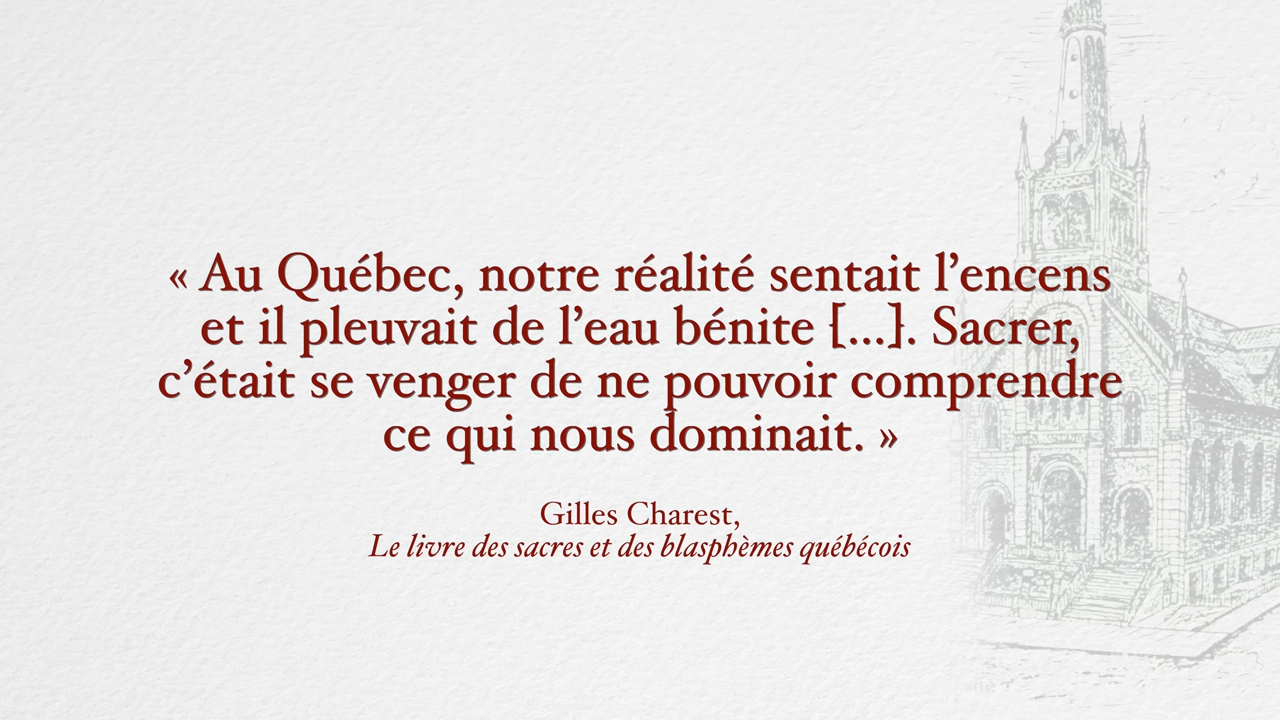 « Au Québec, notre réalité sentait l’encens
et il pleuvait de l’eau bénite [...]. Sacrer,
c’était se venger de ne pouvoir comprendre
ce qui nous dominait. »
Gilles Charest,
Le livre des sacres et des blasphèmes québécois